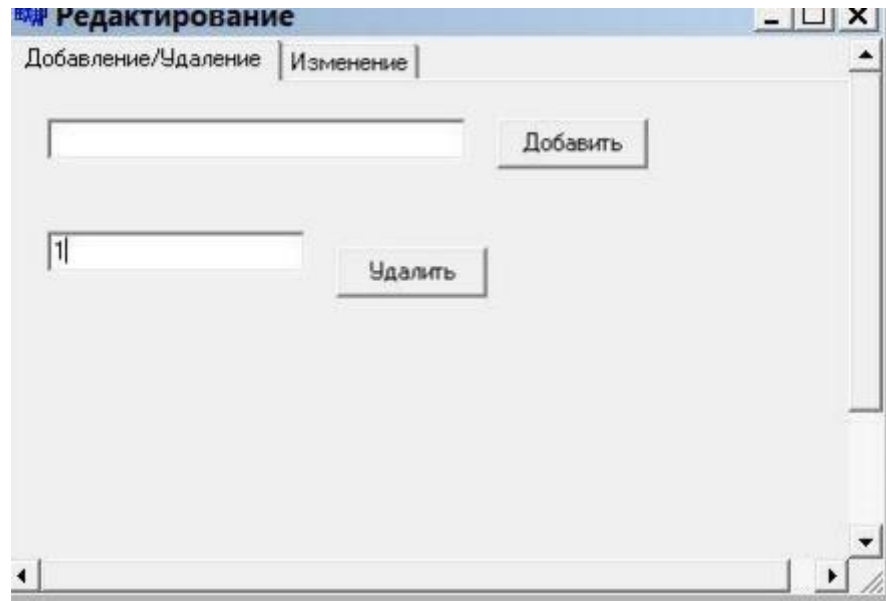 Редактирование
Добавление/Удаление Изменение
Добавить
1
Удалить